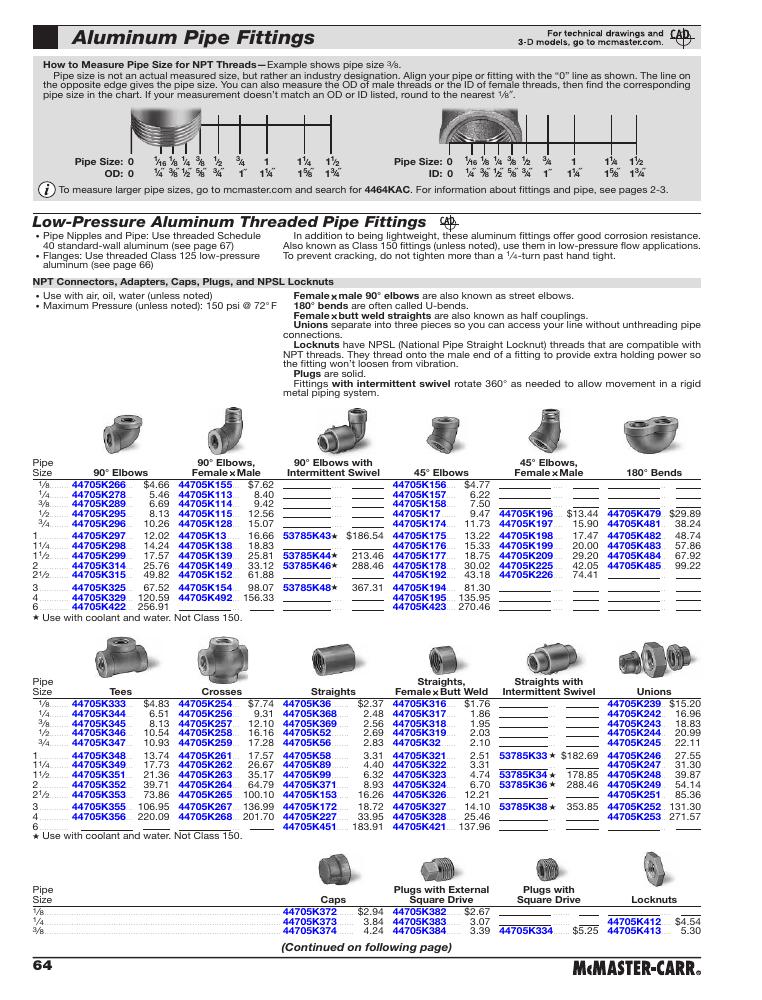 Aluminum Pipe Fittings
For technical drawings and
3-D models, go to mcmaster.com.
CAD
How to Measure Pipe Size for NPT Threads—Example shows pipe size 3/8.
Pipe size is not an actual measured size, but rather an industry designation. Align your pipe or fitting with the "0" line as shown. The line on
the opposite edge gives the pipe size. You can also measure the OD of male threads or the ID of female threads, then find the corresponding
pipe size in the chart. If your measurement doesn't match an OD or ID listed, round to the nearest 1/8".
Pipe Size: 0 1/16 1/8 1/4 3/8 1/2 3/4 1 1 1/4 1 1/2
OD: 0 1/4" 3/8" 1/2" 5/8" 3/4" 1" 1 1/4" 1 5/8" 1 3/4"
Pipe Size: 0 1/16 1/8 1/4 3/8 1/2 3/4 1 1 1/4 1 1/2
ID: 0 1/4" 3/8" 1/2" 5/8" 3/4" 1" 1 1/4" 1 5/8" 1 3/4"
i To measure larger pipe sizes, go to mcmaster.com and search for 4464KAC. For information about fittings and pipe, see pages 2-3.
Low-Pressure Aluminum Threaded Pipe Fittings CAD
• Pipe Nipples and Pipe: Use threaded Schedule
40 standard-wall aluminum (see page 67)
• Flanges: Use threaded Class 125 low-pressure
aluminum (see page 66)
In addition to being lightweight, these aluminum fittings offer good corrosion resistance.
Also known as Class 150 fittings (unless noted), use them in low-pressure flow applications.
To prevent cracking, do not tighten more than a 1/4-turn past hand tight.
NPT Connectors, Adapters, Caps, Plugs, and NPSL Locknuts
• Use with air, oil, water (unless noted)
• Maximum Pressure (unless noted): 150 psi @ 72° F
Female x male 90° elbows are also known as street elbows.
180° bends are often called U-bends.
Female x butt weld straights are also known as half couplings.
Unions separate into three pieces so you can access your line without unthreading pipe
connections.
Locknuts have NPSL (National Pipe Straight Locknut) threads that are compatible with
NPT threads. They thread onto the male end of a fitting to provide extra holding power so
the fitting won't loosen from vibration.
Plugs are solid.
Fittings with intermittent swivel rotate 360° as needed to allow movement in a rigid
metal piping system.
Pipe
Size
90° Elbows
90° Elbows,
Female x Male
90° Elbows with
Intermittent Swivel
45° Elbows
45° Elbows,
Female x Male
180° Bends
1/8 44705K266 $4.66 44705K155 $7.62 44705K156 $4.77
1/4 44705K278 5.46 44705K113 8.40 44705K157 6.22
3/8 44705K289 6.69 44705K114 9.42 44705K158 7.50
1/2 44705K295 8.13 44705K115 12.56 44705K17 9.47 44705K196 $13.44 44705K479 $29.89
3/4 44705K296 10.26 44705K128 15.07 44705K174 11.73 44705K197 15.90 44705K481 38.24
1 44705K297 12.02 44705K13 16.66 53785K43★ $186.54 44705K175 13.22 44705K198 17.47 44705K482 48.74
1 1/4 44705K298 14.24 44705K138 18.83 44705K176 15.33 44705K199 20.00 44705K483 57.86
1 1/2 44705K157 17.57 44705K139 25.81 53785K44★ 213.46 44705K177 18.75 44705K209 29.20 44705K484 67.92
2 44705K314 25.76 44705K149 33.12 53785K46★ 288.46 44705K178 30.02 44705K225 42.05 44705K485 99.22
2 1/2 44705K315 49.82 44705K152 61.88 44705K192 43.18 44705K226 74.41
3 44705K325 67.52 44705K154 98.07 53785K48★ 367.31 44705K194 81.30
4 44705K329 120.59 44705K492 156.33 44705K195 135.95
6 44705K422 256.91 44705K423 270.46
★ Use with coolant and water. Not Class 150.
Pipe
Size
Tees
Crosses
Straights
Straights,
Female x Butt Weld
Straights with
Intermittent Swivel
Unions
1/8 44705K333 $4.83 44705K254 $7.74 44705K36 $2.37 44705K316 $1.76 44705K239 $15.20
1/4 44705K344 6.51 44705K256 9.31 44705K368 2.48 44705K317 1.86 44705K242 16.96
3/8 44705K345 8.13 44705K257 12.10 44705K369 2.56 44705K318 1.95 44705K243 18.83
1/2 44705K346 10.54 44705K258 16.16 44705K52 2.69 44705K319 2.03 44705K244 20.99
3/4 44705K347 10.93 44705K259 17.28 44705K56 2.83 44705K32 2.10 44705K245 22.11
1 44705K348 13.74 44705K261 17.57 44705K58 3.31 44705K321 2.51 53785K33★ $182.69 44705K246 27.55
1 1/4 44705K349 17.73 44705K262 26.67 44705K89 4.40 44705K322 3.31 44705K247 31.30
1 1/2 44705K351 21.36 44705K263 35.17 44705K99 6.32 44705K323 4.74 53785K34★ 178.85 44705K248 39.87
2 44705K352 39.71 44705K264 64.79 44705K371 8.93 44705K324 6.70 53785K36★ 288.46 44705K249 54.14
2 1/2 44705K353 73.86 44705K265 100.10 44705K153 16.26 44705K326 12.21 44705K251 85.36
3 44705K355 106.95 44705K267 136.99 44705K172 18.72 44705K327 14.10 53785K38★ 353.85 44705K252 131.30
4 44705K356 220.09 44705K268 201.70 44705K227 33.95 44705K328 25.46 44705K253 271.57
6 44705K451 183.91 44705K421 137.96
★ Use with coolant and water. Not Class 150.
Pipe
Size
Caps
Plugs with External
Square Drive
Plugs with
Square Drive
Locknuts
1/8 44705K372 $2.94 44705K382 $2.67
1/4 44705K373 3.84 44705K383 3.07 44705K412 $4.54
3/8 44705K374 4.24 44705K384 3.39 44705K334 $5.25 44705K413 5.30
(Continued on following page)
64
McMASTER-CARR®